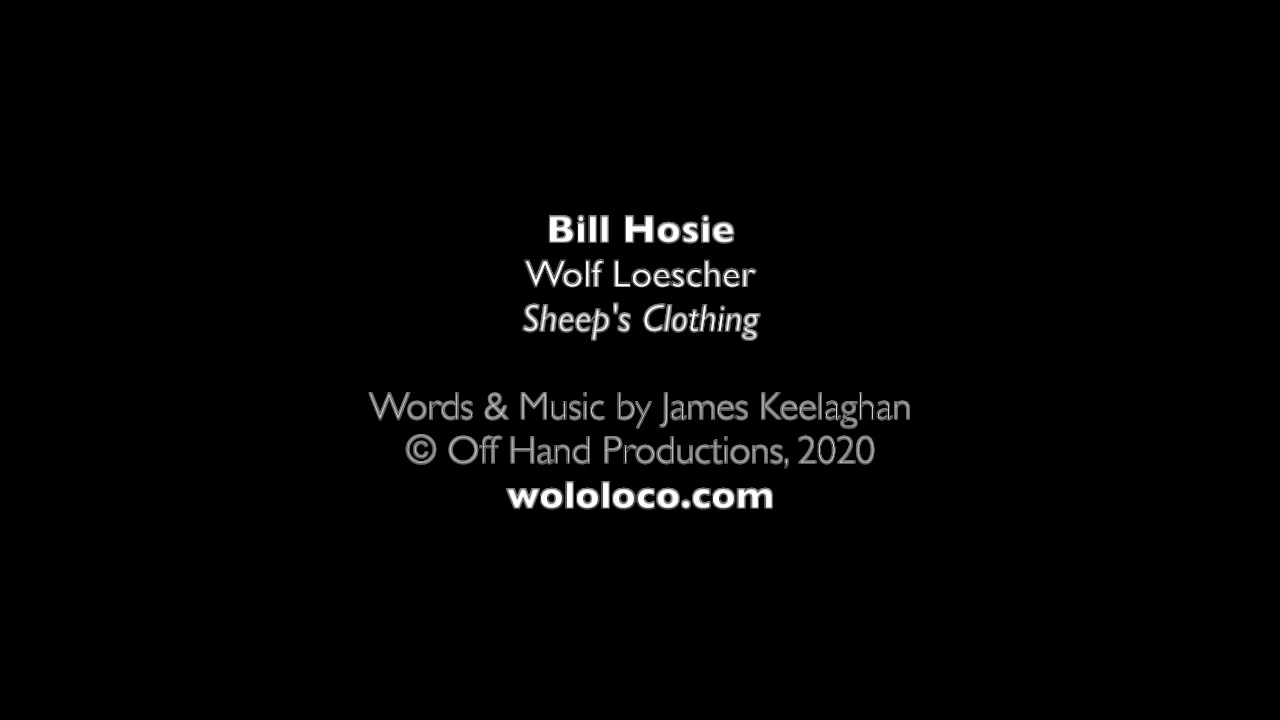 Bill Hosie
Wolf Loescher
Sheep's Clothing
Words & Music by James Keelaghan
© Off Hand Productions, 2020
wololoco.com